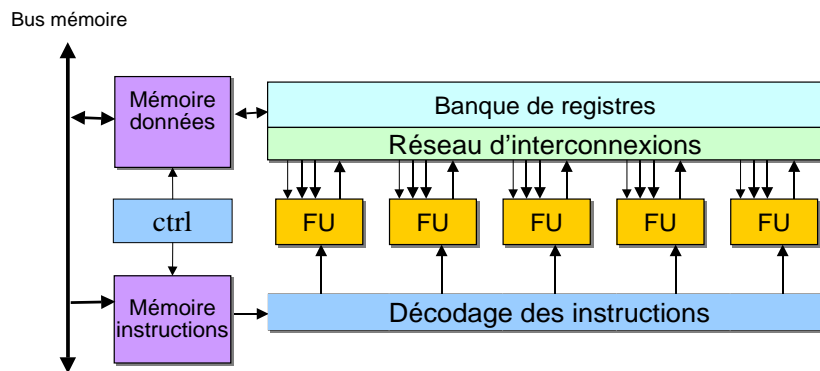 Bus mémoire
Mémoire
données
Banque de registres
Réseau d'interconnexions
ctrl
FU
FU
FU
FU
FU
Mémoire
instructions
Décodage des instructions